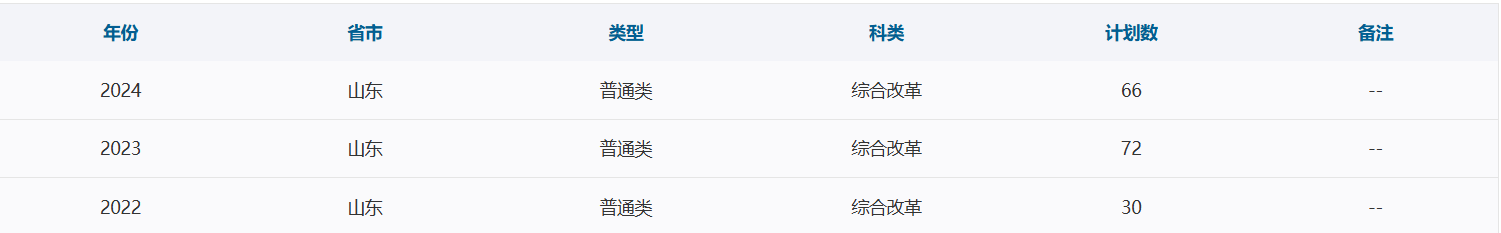 年份 省市 类型 科类 计划数 备注
2024 山东 普通类 综合改革 66 --
2023 山东 普通类 综合改革 72 --
2022 山东 普通类 综合改革 30 --